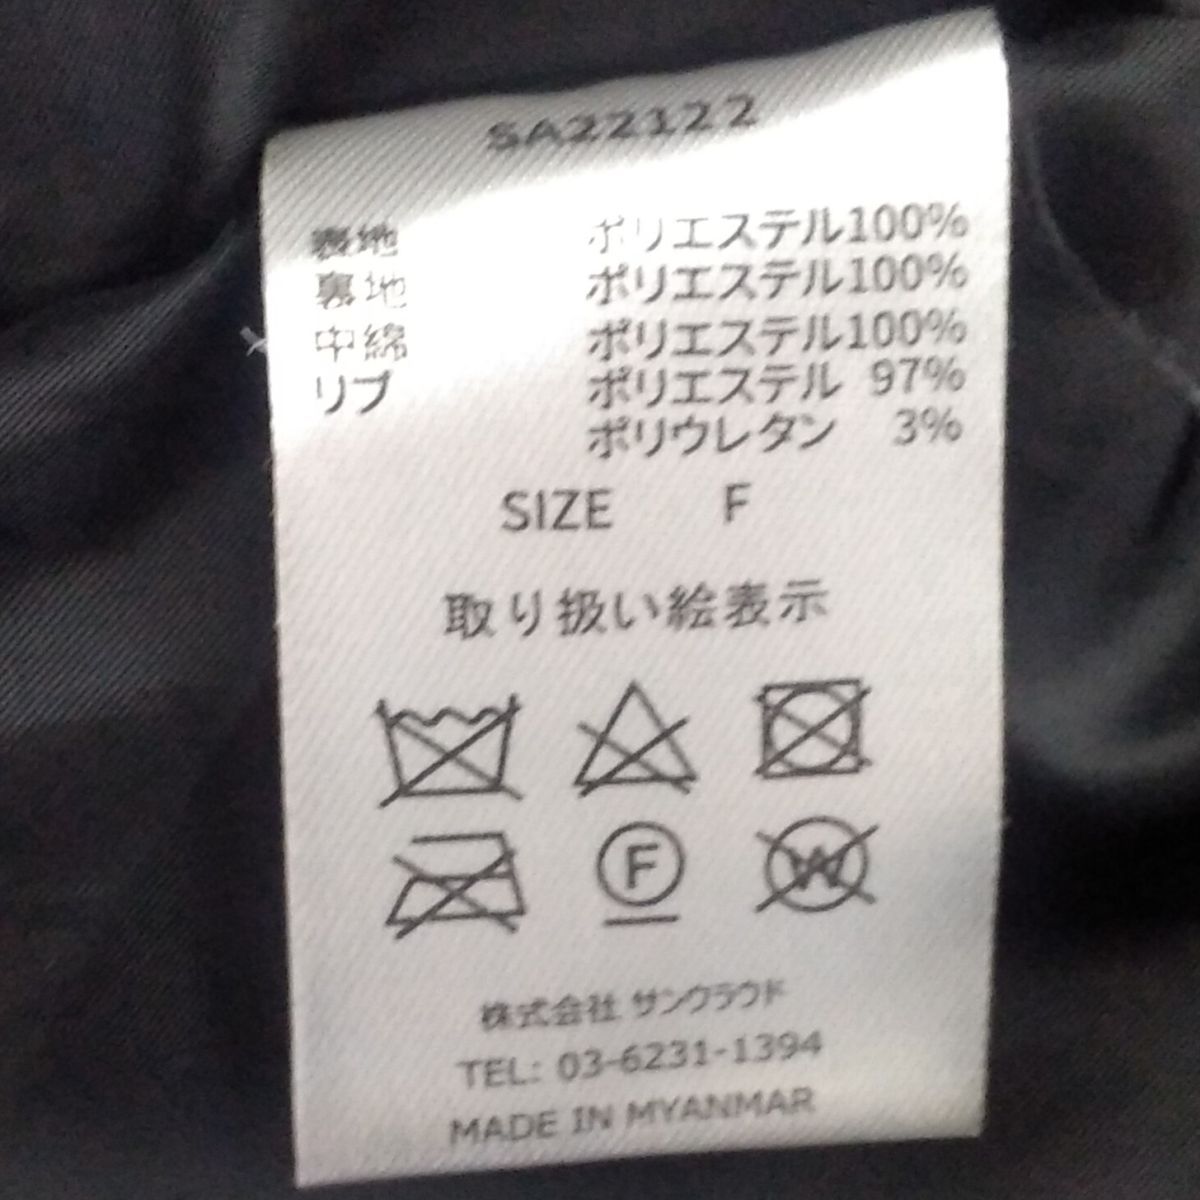 SA22122
表地 ポリエステル100%
裏地 ポリエステル100%
中綿 ポリエステル100%
リブ ポリエステル 97%
ポリウレタン 3%
SIZE F
取り扱い絵表示
F W
株式会社 サンクラウド
TEL: 03-6231-1394
MADE IN MYANMAR